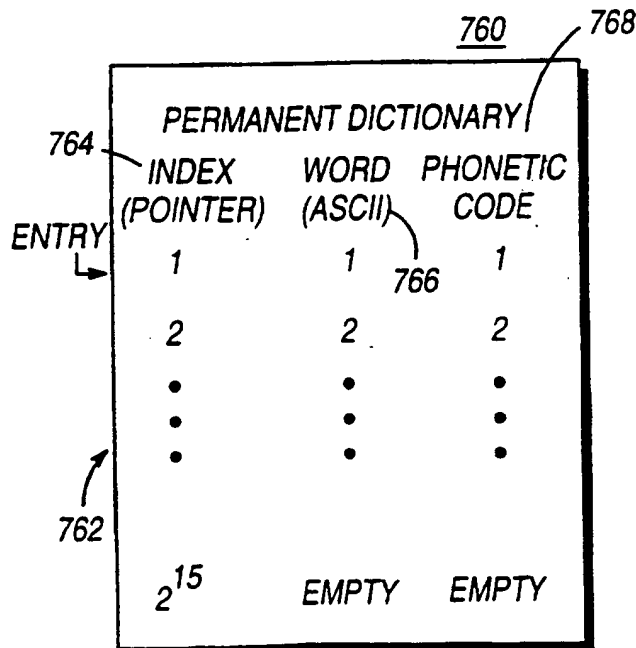 760
768
PERMANENT DICTIONARY
764
INDEX WORD PHONETIC
(POINTER) (ASCII) CODE
ENTRY
766
1 1 1
2 2 2
762
2^15 EMPTY EMPTY